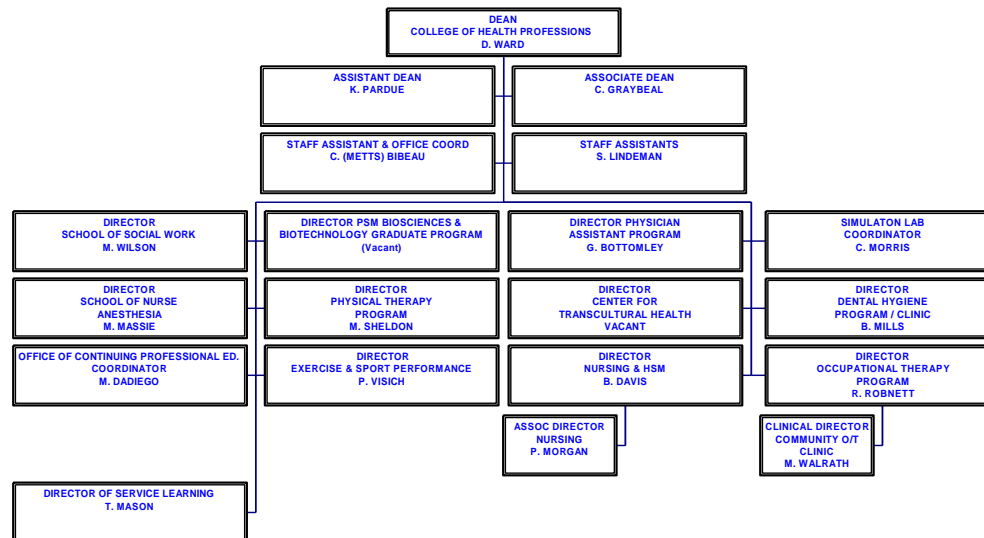 DEAN
COLLEGE OF HEALTH PROFESSIONS
D. WARD
ASSISTANT DEAN
K. PARDUE
ASSOCIATE DEAN
C. GRAYBEAL
STAFF ASSISTANT & OFFICE COORD
C. (METTS) BIBEAU
STAFF ASSISTANTS
S. LINDEMAN
DIRECTOR
SCHOOL OF SOCIAL WORK
M. WILSON
DIRECTOR PSM BIOSCIENCES &
BIOTECHNOLOGY GRADUATE PROGRAM
(Vacant)
DIRECTOR PHYSICIAN
ASSISTANT PROGRAM
G. BOTTOMLEY
SIMULATON LAB
COORDINATOR
C. MORRIS
DIRECTOR
SCHOOL OF NURSE
ANESTHESIA
M. MASSIE
DIRECTOR
PHYSICAL THERAPY
PROGRAM
M. SHELDON
DIRECTOR
CENTER FOR
TRANSCULTURAL HEALTH
VACANT
DIRECTOR
DENTAL HYGIENE
PROGRAM / CLINIC
B. MILLS
OFFICE OF CONTINUING PROFESSIONAL ED.
COORDINATOR
M. DADIEGO
DIRECTOR
EXERCISE & SPORT PERFORMANCE
P. VISICH
DIRECTOR
NURSING & HSM
B. DAVIS
DIRECTOR
OCCUPATIONAL THERAPY
PROGRAM
R. ROBNETT
ASSOC DIRECTOR
NURSING
P. MORGAN
CLINICAL DIRECTOR
COMMUNITY O/T
CLINIC
M. WALRATH
DIRECTOR OF SERVICE LEARNING
T. MASON